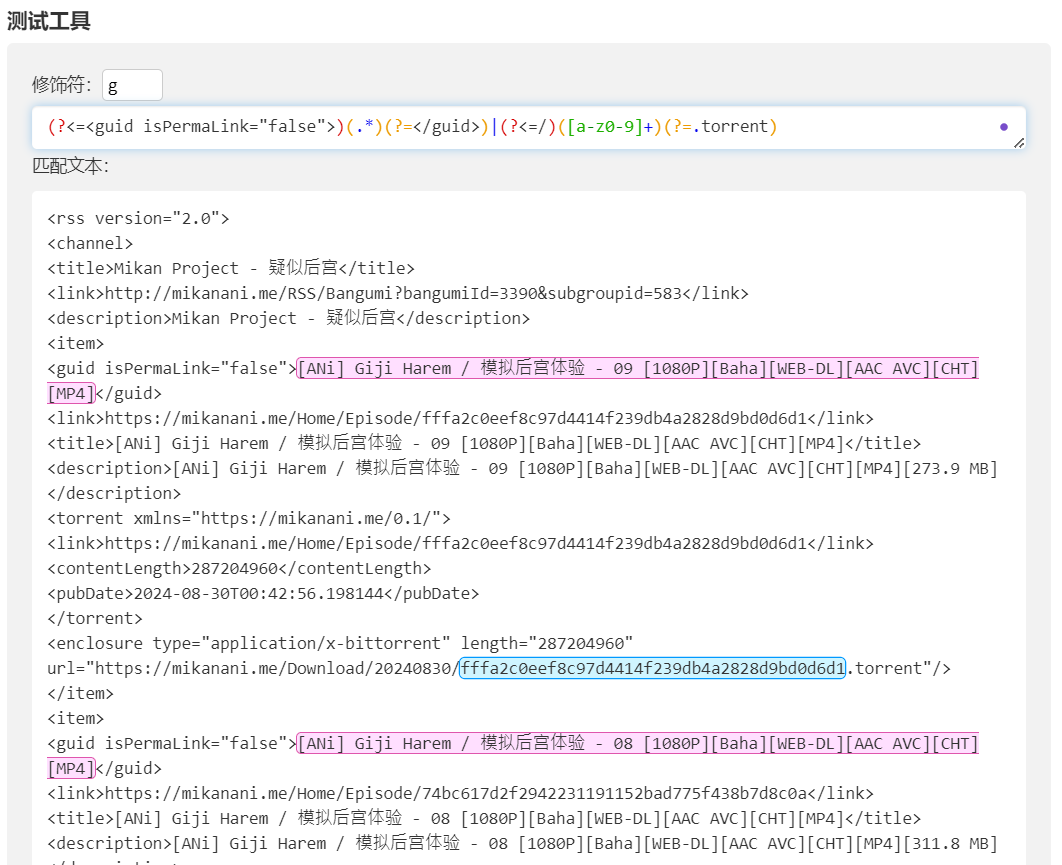 测试工具
修饰符: g
(?<=<guid isPermaLink="false">)(.*)(?=</guid>)|(?<=/)([a-z0-9]+)(?=.torrent)
匹配文本:
<rss version="2.0">
<channel>
<title>Mikan Project - 疑似后宫</title>
<link>http://mikanani.me/RSS/Bangumi?bangumiId=3390&subgroupid=583</link>
<description>Mikan Project - 疑似后宫</description>
<item>
<guid isPermaLink="false">[ANi] Giji Harem / 模拟后宫体验 - 09 [1080P][Baha][WEB-DL][AAC AVC][CHT]
[MP4]</guid>
<link>https://mikanani.me/Home/Episode/fffa2c0eef8c97d4414f239db4a2828d9bd0d6d1</link>
<title>[ANi] Giji Harem / 模拟后宫体验 - 09 [1080P][Baha][WEB-DL][AAC AVC][CHT][MP4]</title>
<description>[ANi] Giji Harem / 模拟后宫体验 - 09 [1080P][Baha][WEB-DL][AAC AVC][CHT][MP4][273.9 MB]
</description>
<torrent xmlns="https://mikanani.me/0.1/">
<link>https://mikanani.me/Home/Episode/fffa2c0eef8c97d4414f239db4a2828d9bd0d6d1</link>
<contentLength>287204960</contentLength>
<pubDate>2024-08-30T00:42:56.198144</pubDate>
</torrent>
<enclosure type="application/x-bittorrent" length="287204960"
url="https://mikanani.me/Download/20240830/fffa2c0eef8c97d4414f239db4a2828d9bd0d6d1.torrent"/>
</item>
<item>
<guid isPermaLink="false">[ANi] Giji Harem / 模拟后宫体验 - 08 [1080P][Baha][WEB-DL][AAC AVC][CHT]
[MP4]</guid>
<link>https://mikanani.me/Home/Episode/74bc617d2f2942231191152bad775f438b7d8c0a</link>
<title>[ANi] Giji Harem / 模拟后宫体验 - 08 [1080P][Baha][WEB-DL][AAC AVC][CHT][MP4]</title>
<description>[ANi] Giji Harem / 模拟后宫体验 - 08 [1080P][Baha][WEB-DL][AAC AVC][CHT][MP4][311.8 MB]